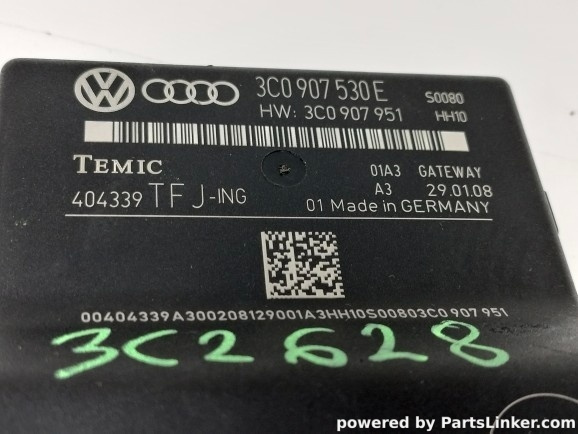 3C0 907 530 E S0080
HW: 3C0 907 951 HH10
TEMIC 01A3 GATEWAY
404339 TFJ-ING A3 29.01.08
01 Made in GERMANY
00404339A300208129001A3HH10S00803C0 907 951
3C2628
powered by PartsLinker.com